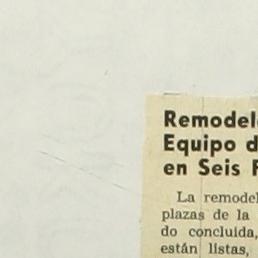 Remodel
Equipo d
en Seis
La remodel
plazas de la
do concluida,
están listas,